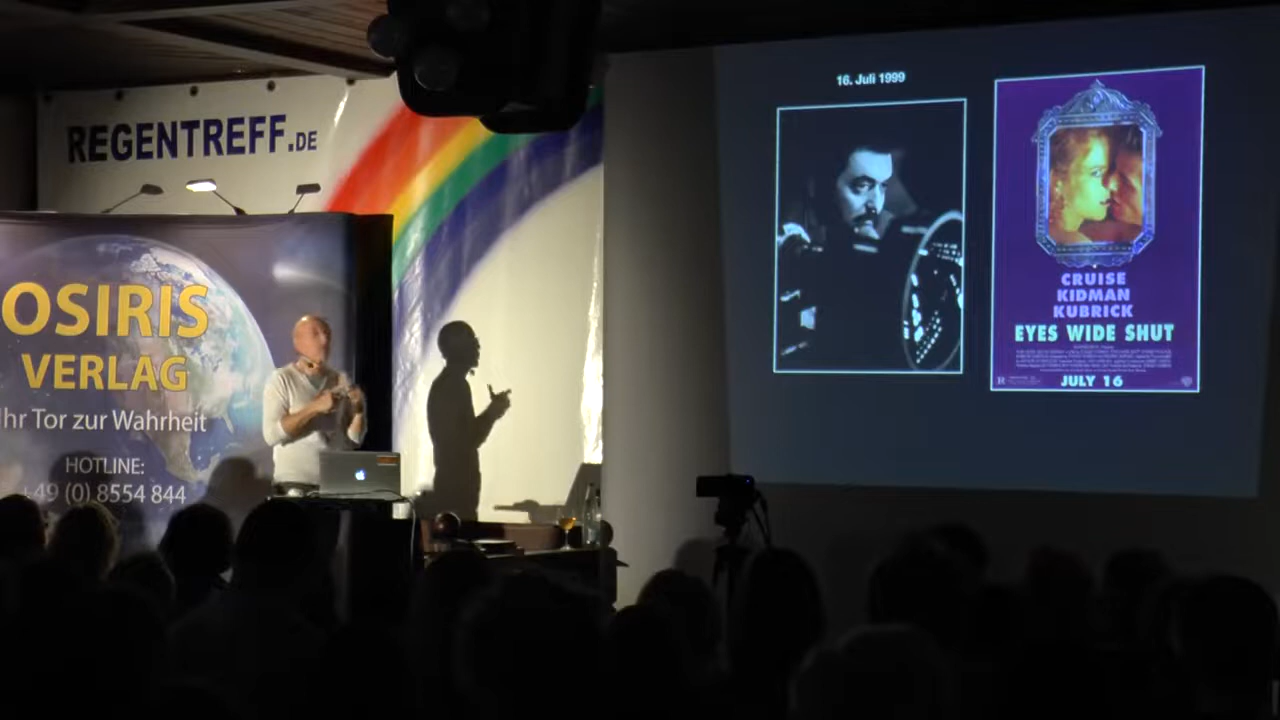 REGENTREFF.DE
OSIRIS
VERLAG
Ihr Tor zur Wahrheit
HOTLINE:
+49 (0) 8554 844
16. Juli 1999
CRUISE
KIDMAN
KUBRICK
EYES WIDE SHUT
JULY 16